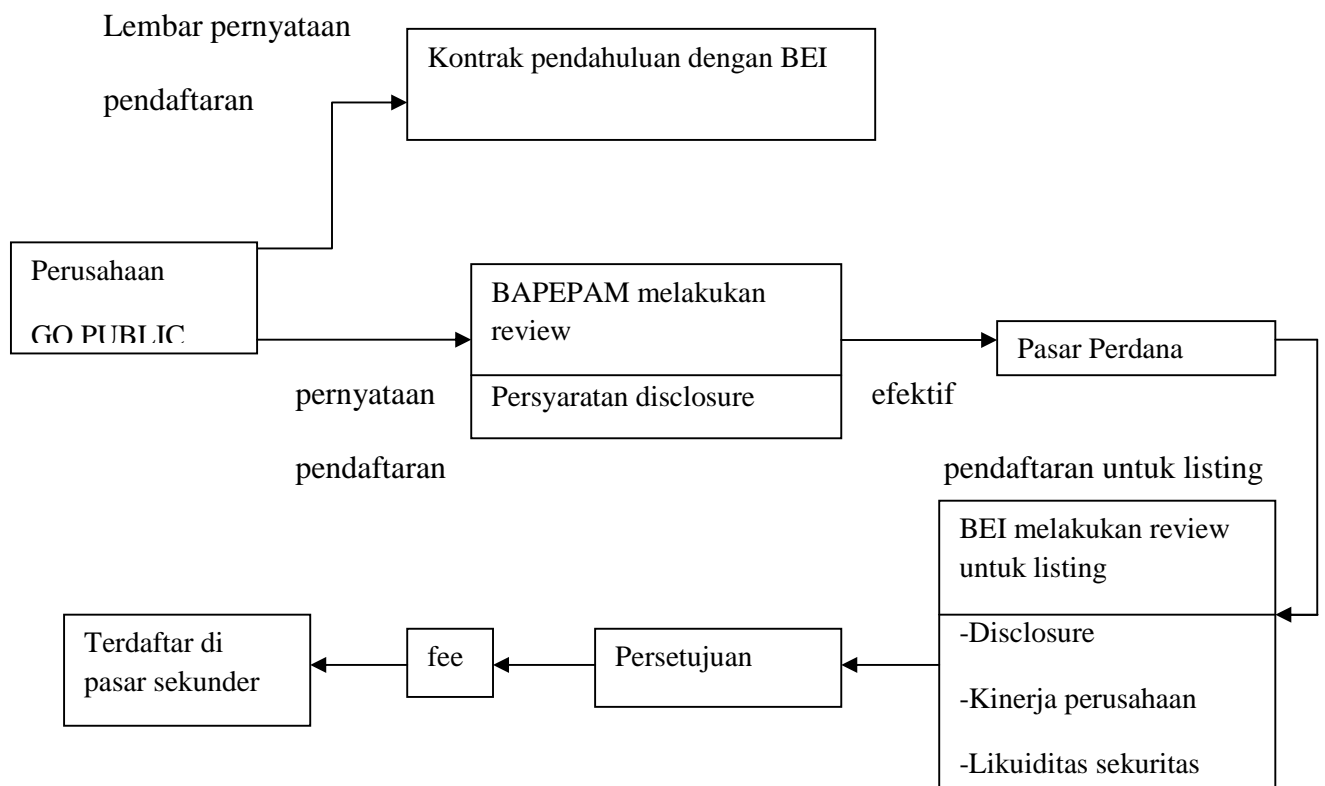 Lembar pernyataan
pendaftaran
Kontrak pendahuluan dengan BEI
Perusahaan
GO PUBLIC
BAPEPAM melakukan
review
Persyaratan disclosure
pernyataan
pendaftaran
efektif
Pasar Perdana
pendaftaran untuk listing
BEI melakukan review
untuk listing
-Disclosure
-Kinerja perusahaan
-Likuiditas sekuritas
Persetujuan
fee
Terdaftar di
pasar sekunder